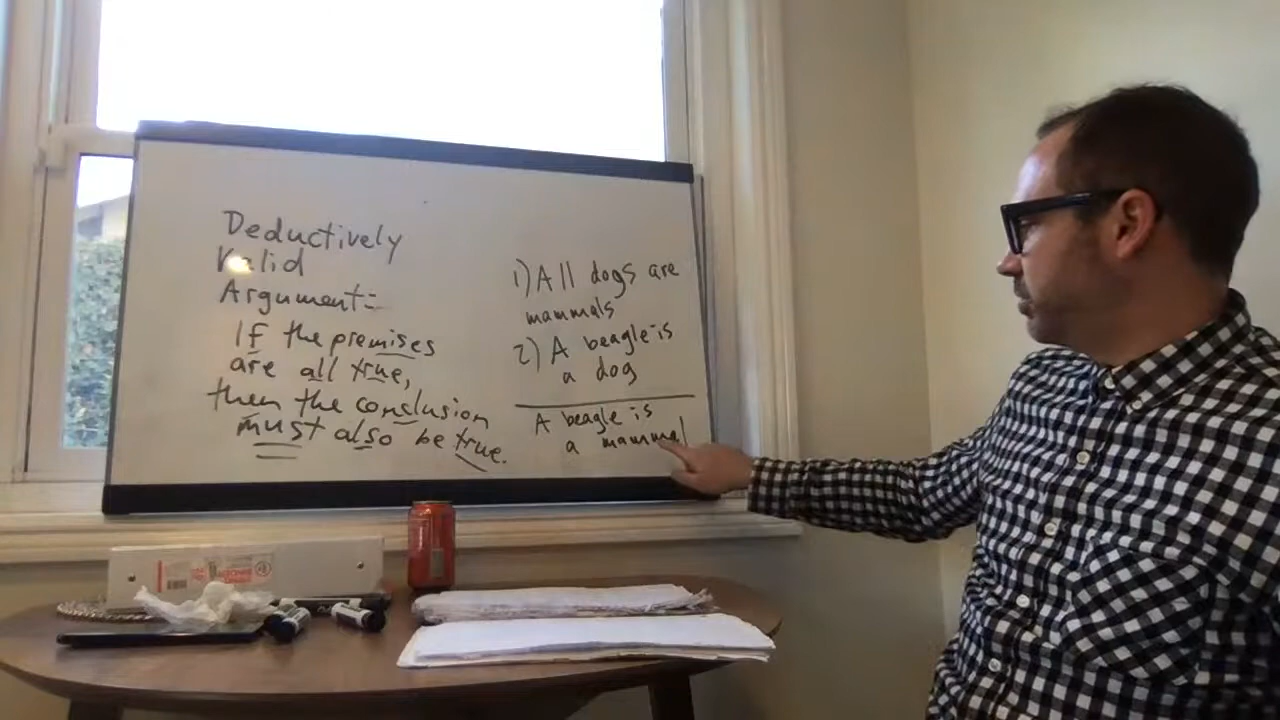 Deductively
Valid
Argument:
If the premises
are all true,
then the conclusion
must also be true.
1) All dogs are
mammals
2) A beagle is
a dog
A beagle is
a mammal